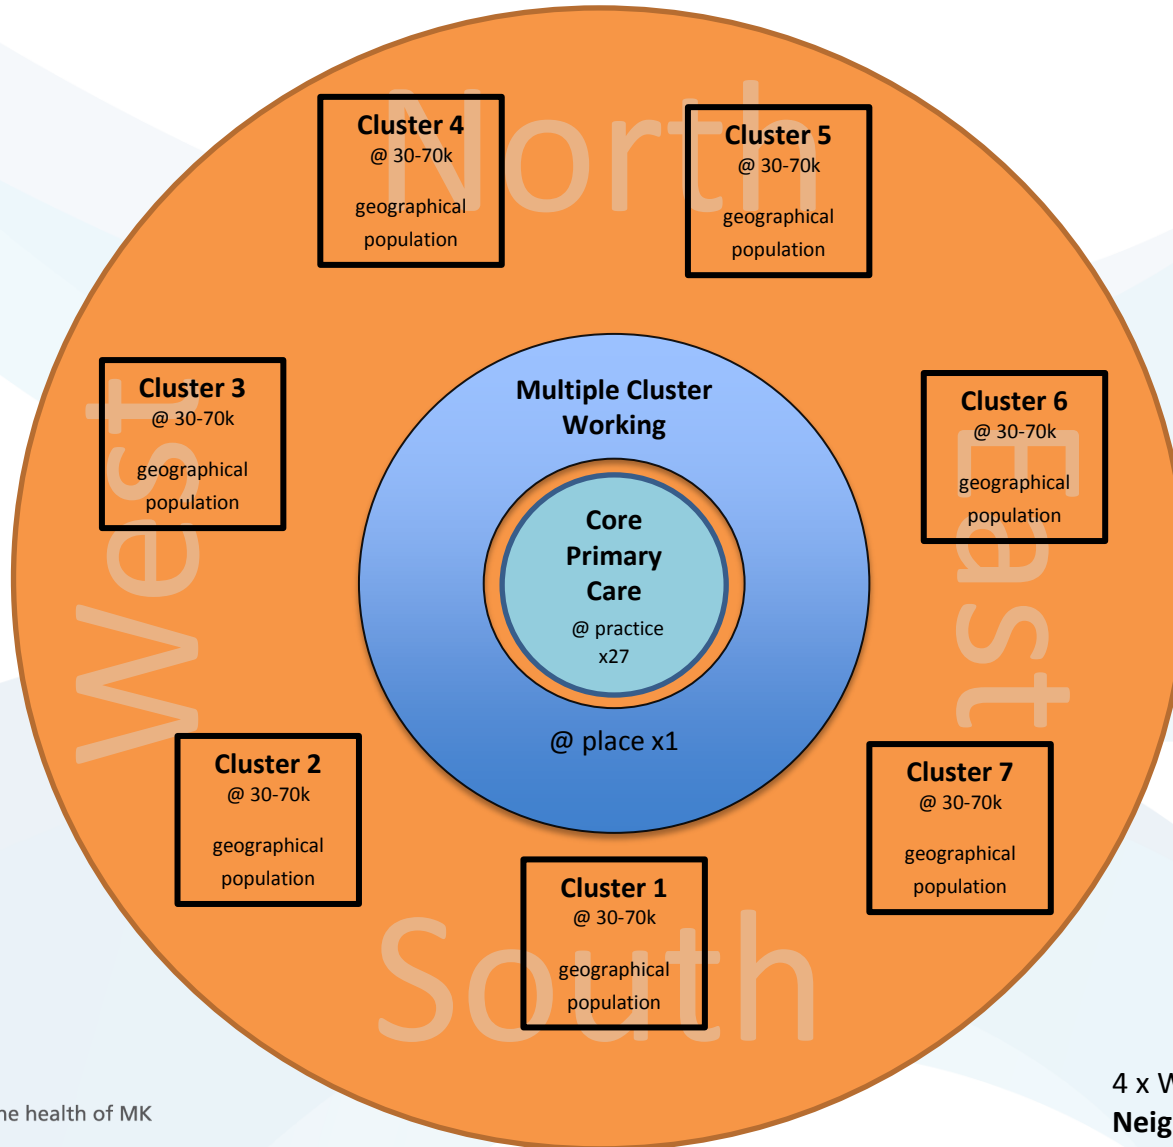 North
Cluster 4
@ 30-70k
geographical
population
Cluster 5
@ 30-70k
geographical
population
West
Cluster 3
@ 30-70k
geographical
population
Multiple Cluster
Working
Cluster 6
@ 30-70k
geographical
population
East
Core
Primary
Care
@ practice
x27
@ place x1
Cluster 2
@ 30-70k
geographical
population
Cluster 7
@ 30-70k
geographical
population
South
Cluster 1
@ 30-70k
geographical
population
4 x W
he health of MK
Neig